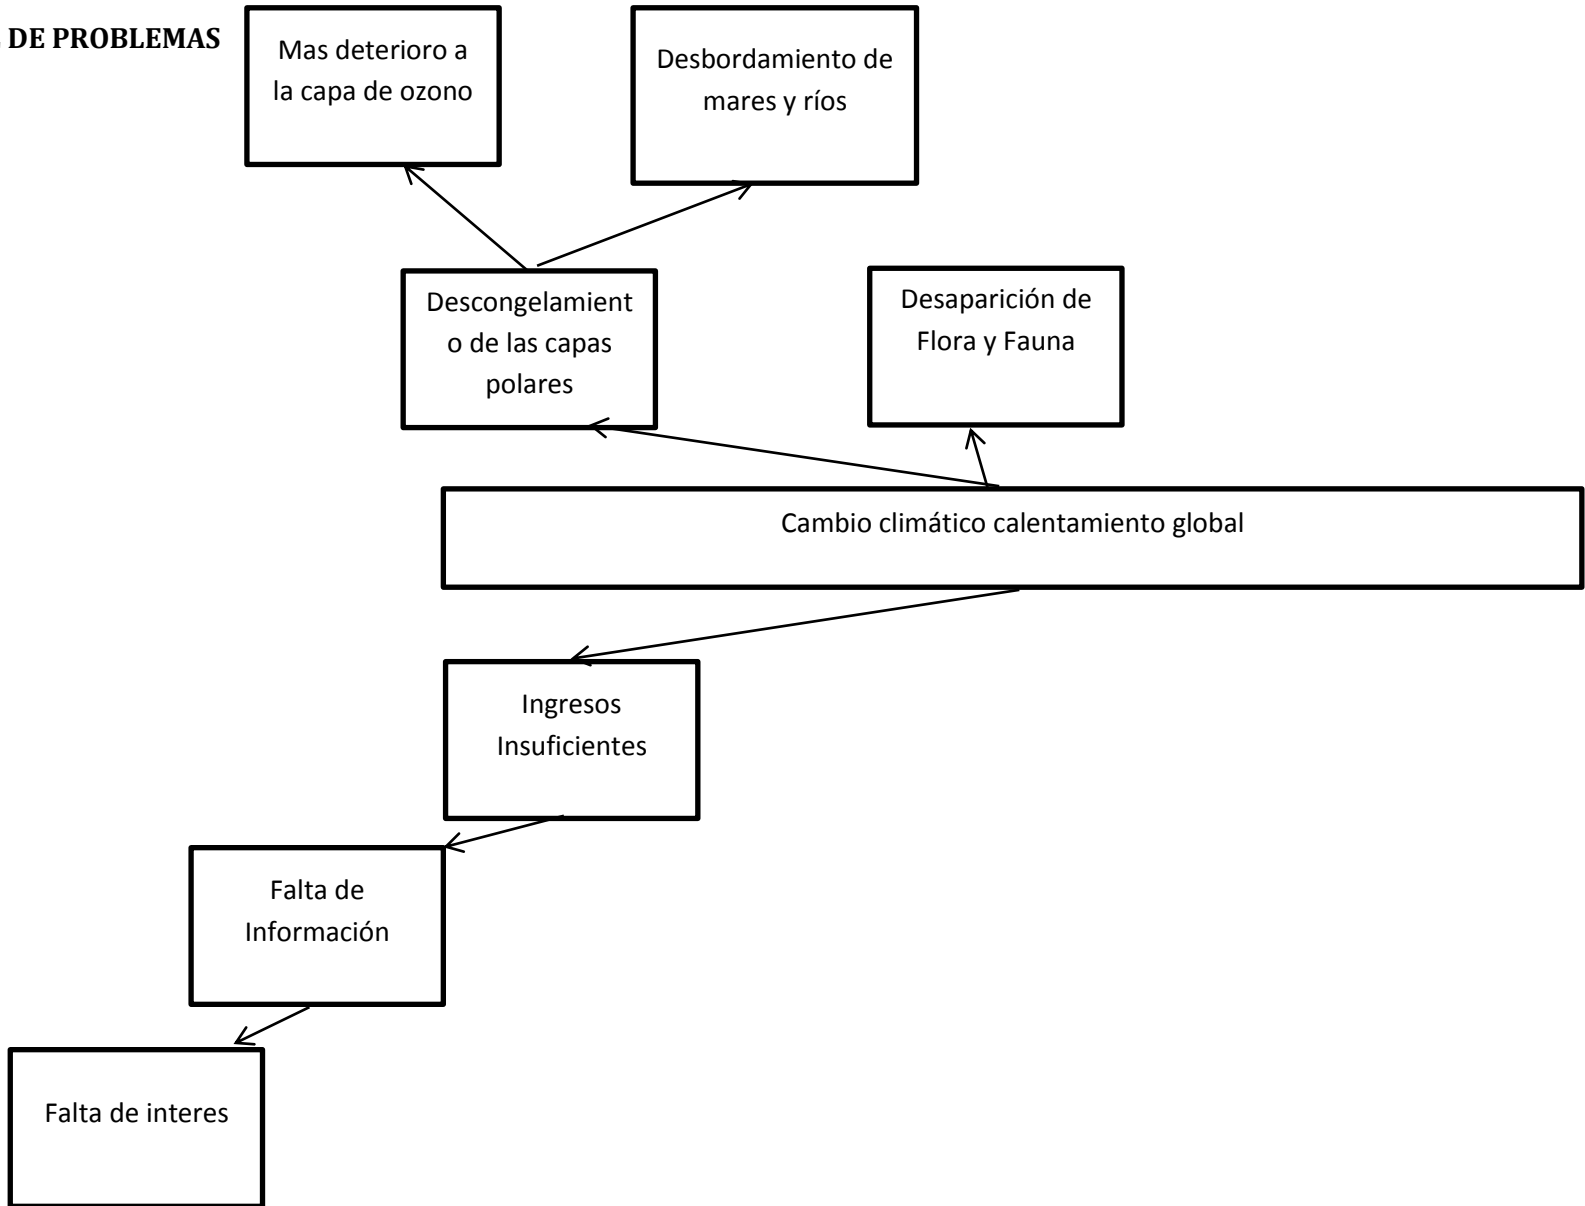 DE PROBLEMAS
Mas deterioro a
la capa de ozono
Desbordamiento de
mares y ríos
Descongelamient
o de las capas
polares
Desaparición de
Flora y Fauna
Cambio climático calentamiento global
Ingresos
Insuficientes
Falta de
Información
Falta de interes